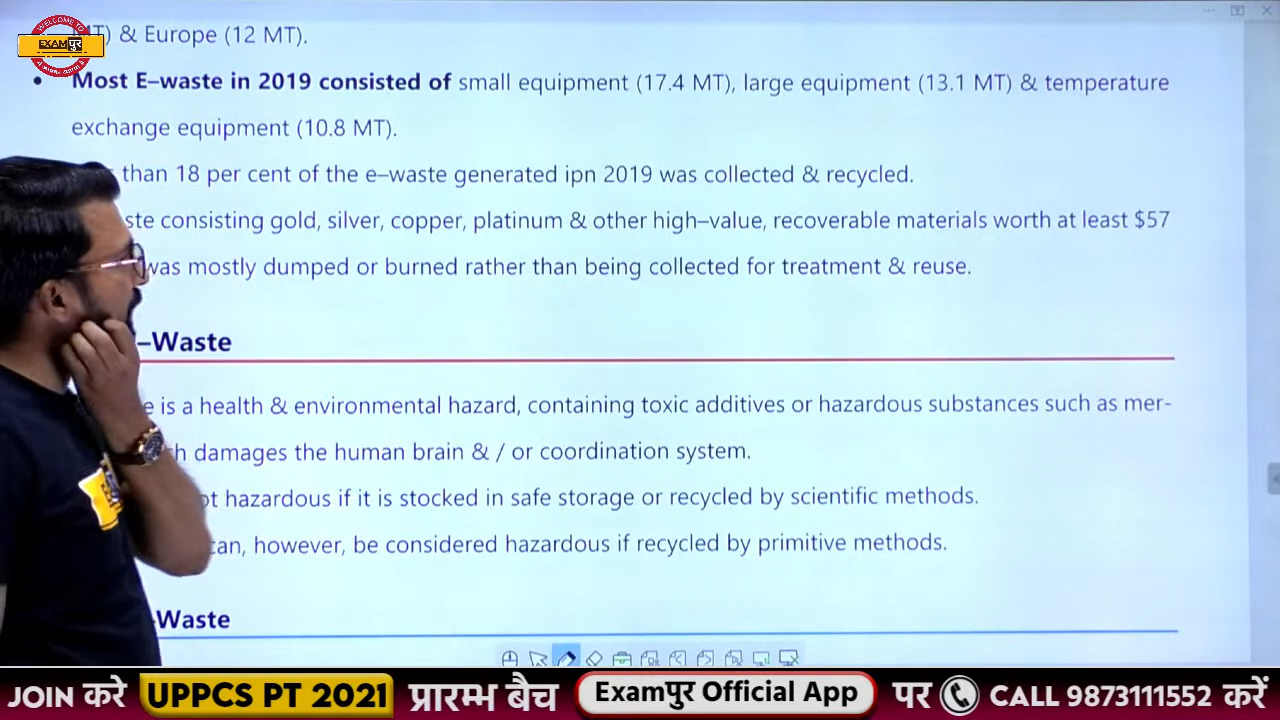 WELCOME TO
EXAMपुर
& Europe (12 MT).
• Most E–waste in 2019 consisted of small equipment (17.4 MT), large equipment (13.1 MT) & temperature
exchange equipment (10.8 MT).
than 18 per cent of the e–waste generated ipn 2019 was collected & recycled.
consisting gold, silver, copper, platinum & other high–value, recoverable materials worth at least $57
was mostly dumped or burned rather than being collected for treatment & reuse.
–Waste
is a health & environmental hazard, containing toxic additives or hazardous substances such as mer-
damages the human brain & / or coordination system.
hazardous if it is stocked in safe storage or recycled by scientific methods.
can, however, be considered hazardous if recycled by primitive methods.
-Waste
JOIN करे UPPCS PT 2021 प्रारम्भ बैच Examपुर Official App पर CALL 9873111552 करें